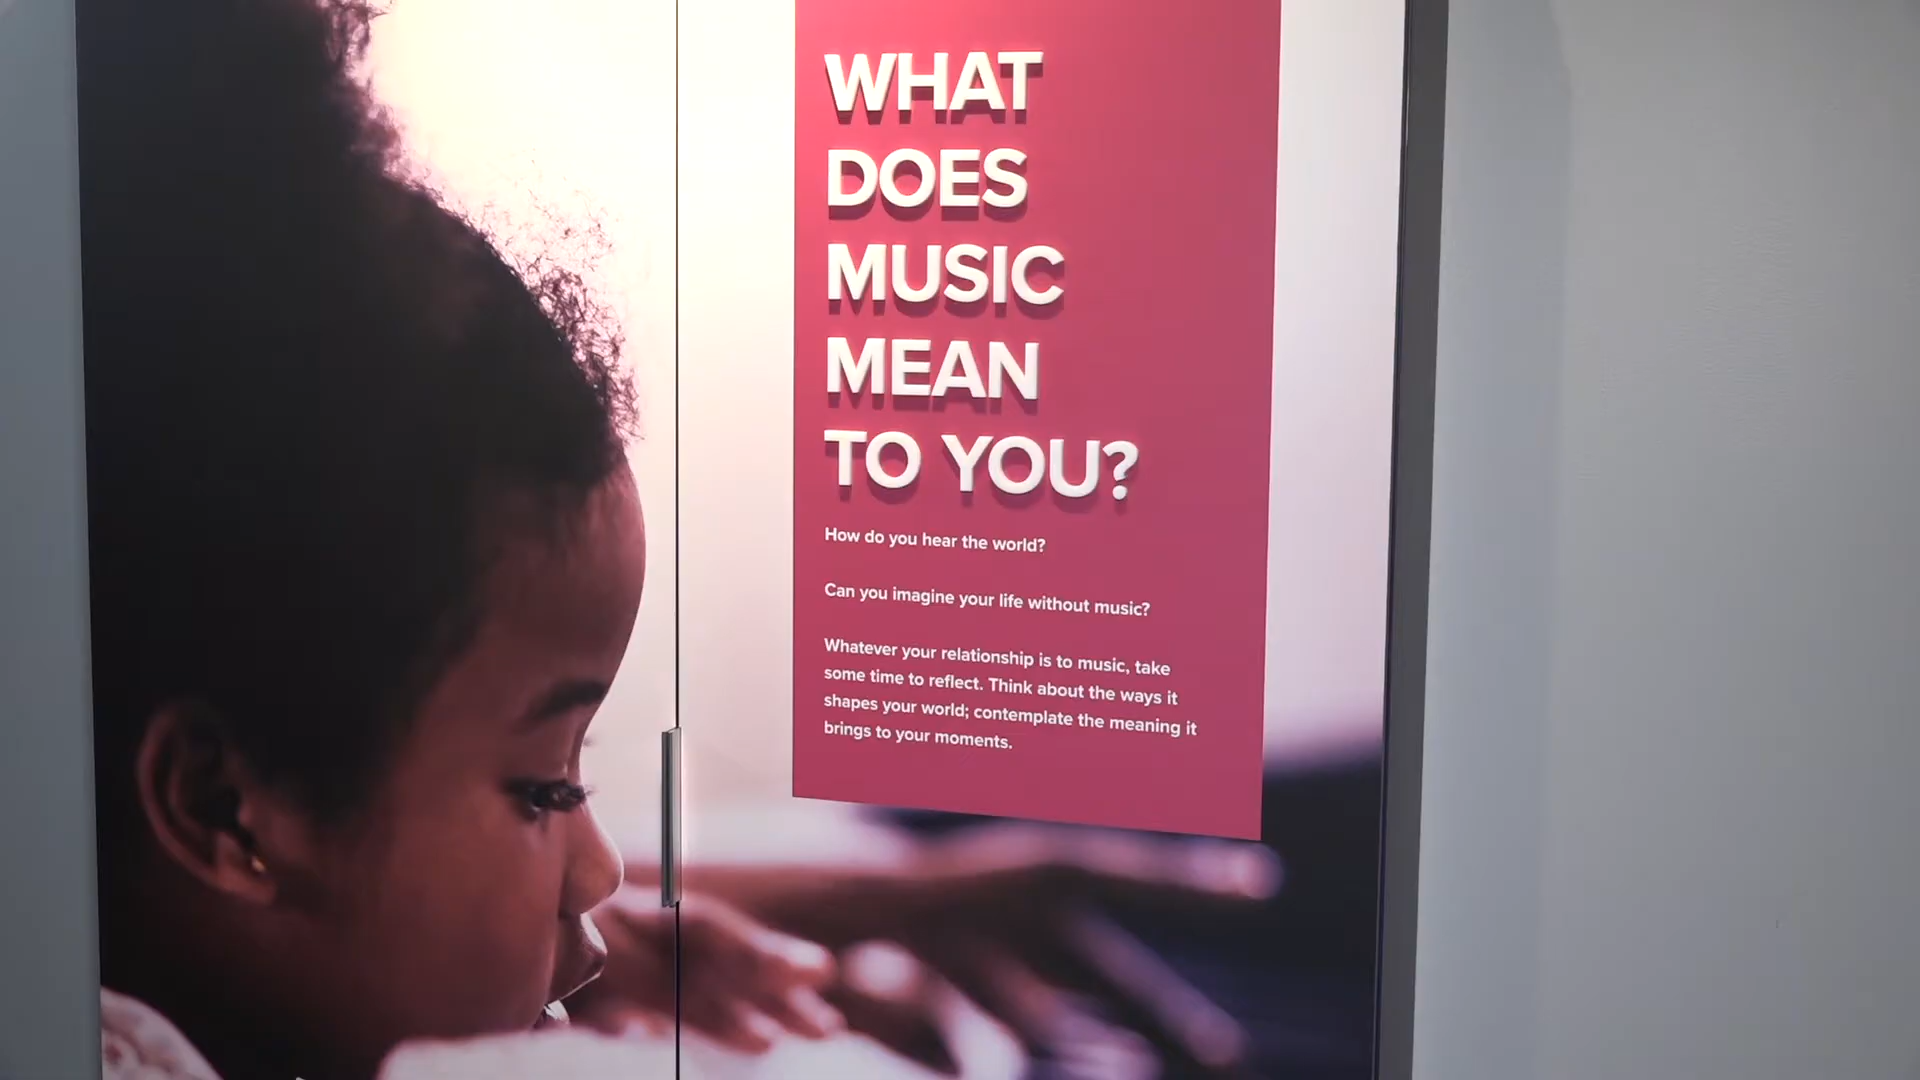 WHAT
DOES
MUSIC
MEAN
TO YOU?
How do you hear the world?
Can you imagine your life without music?
Whatever your relationship is to music, take
some time to reflect. Think about the ways it
shapes your world; contemplate the meaning it
brings to your moments.